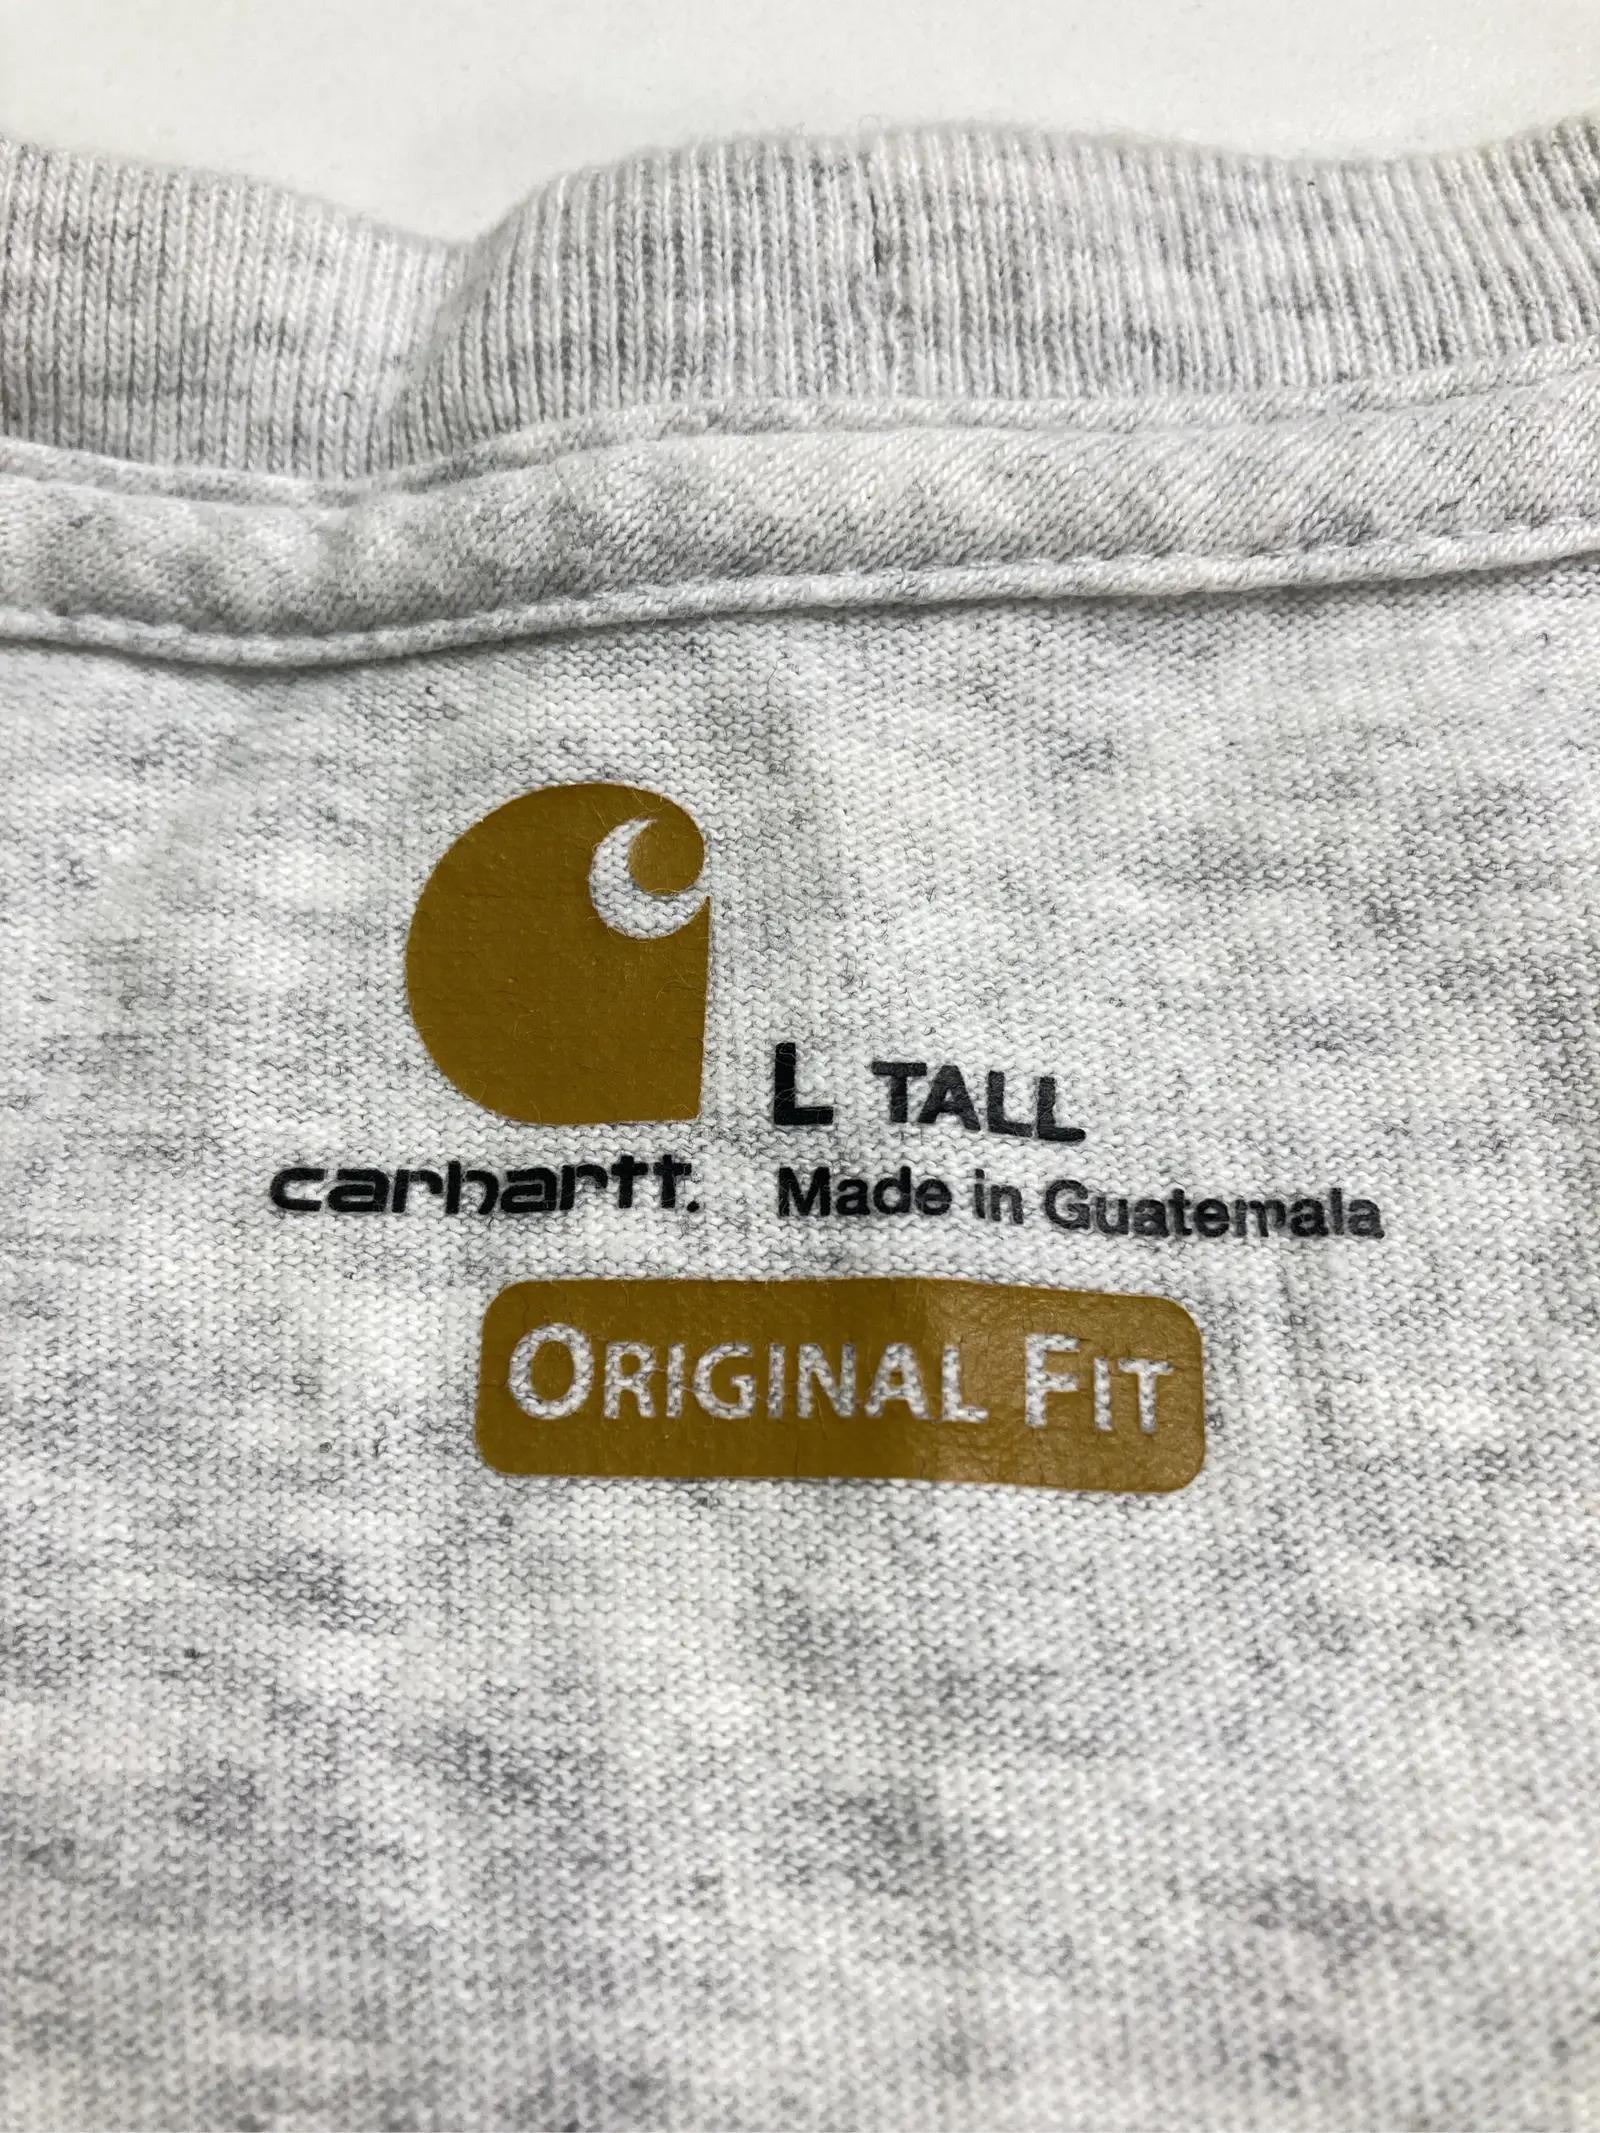 L TALL
carhartt.
Made in Guatemala
ORIGINAL FIT